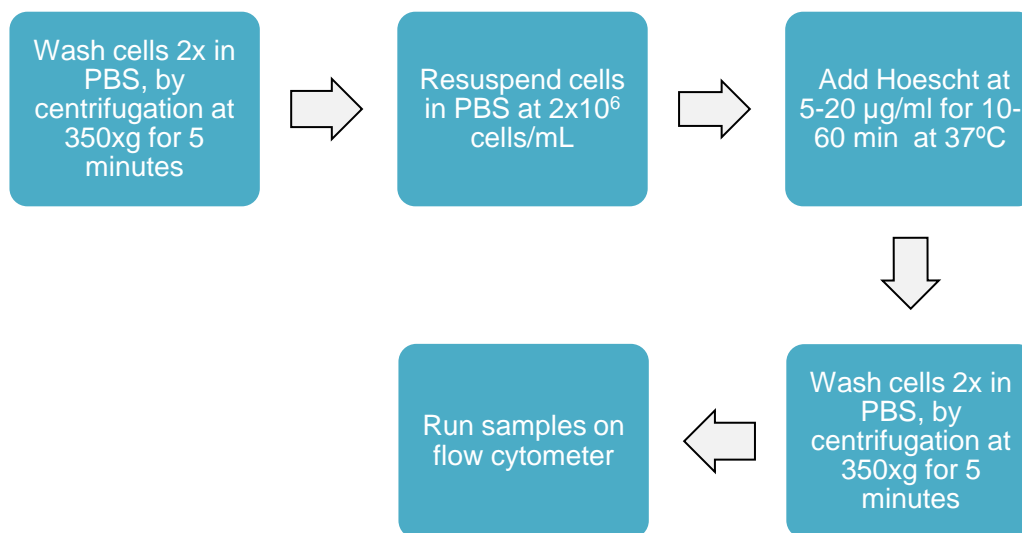 Wash cells 2x in
PBS, by
centrifugation at
350xg for 5
minutes
Resuspend cells
in PBS at 2x10⁶
cells/mL
Add Hoescht at
5-20 µg/ml for 10-
60 min at 37ºC
Wash cells 2x in
PBS, by
centrifugation at
350xg for 5
minutes
Run samples on
flow cytometer